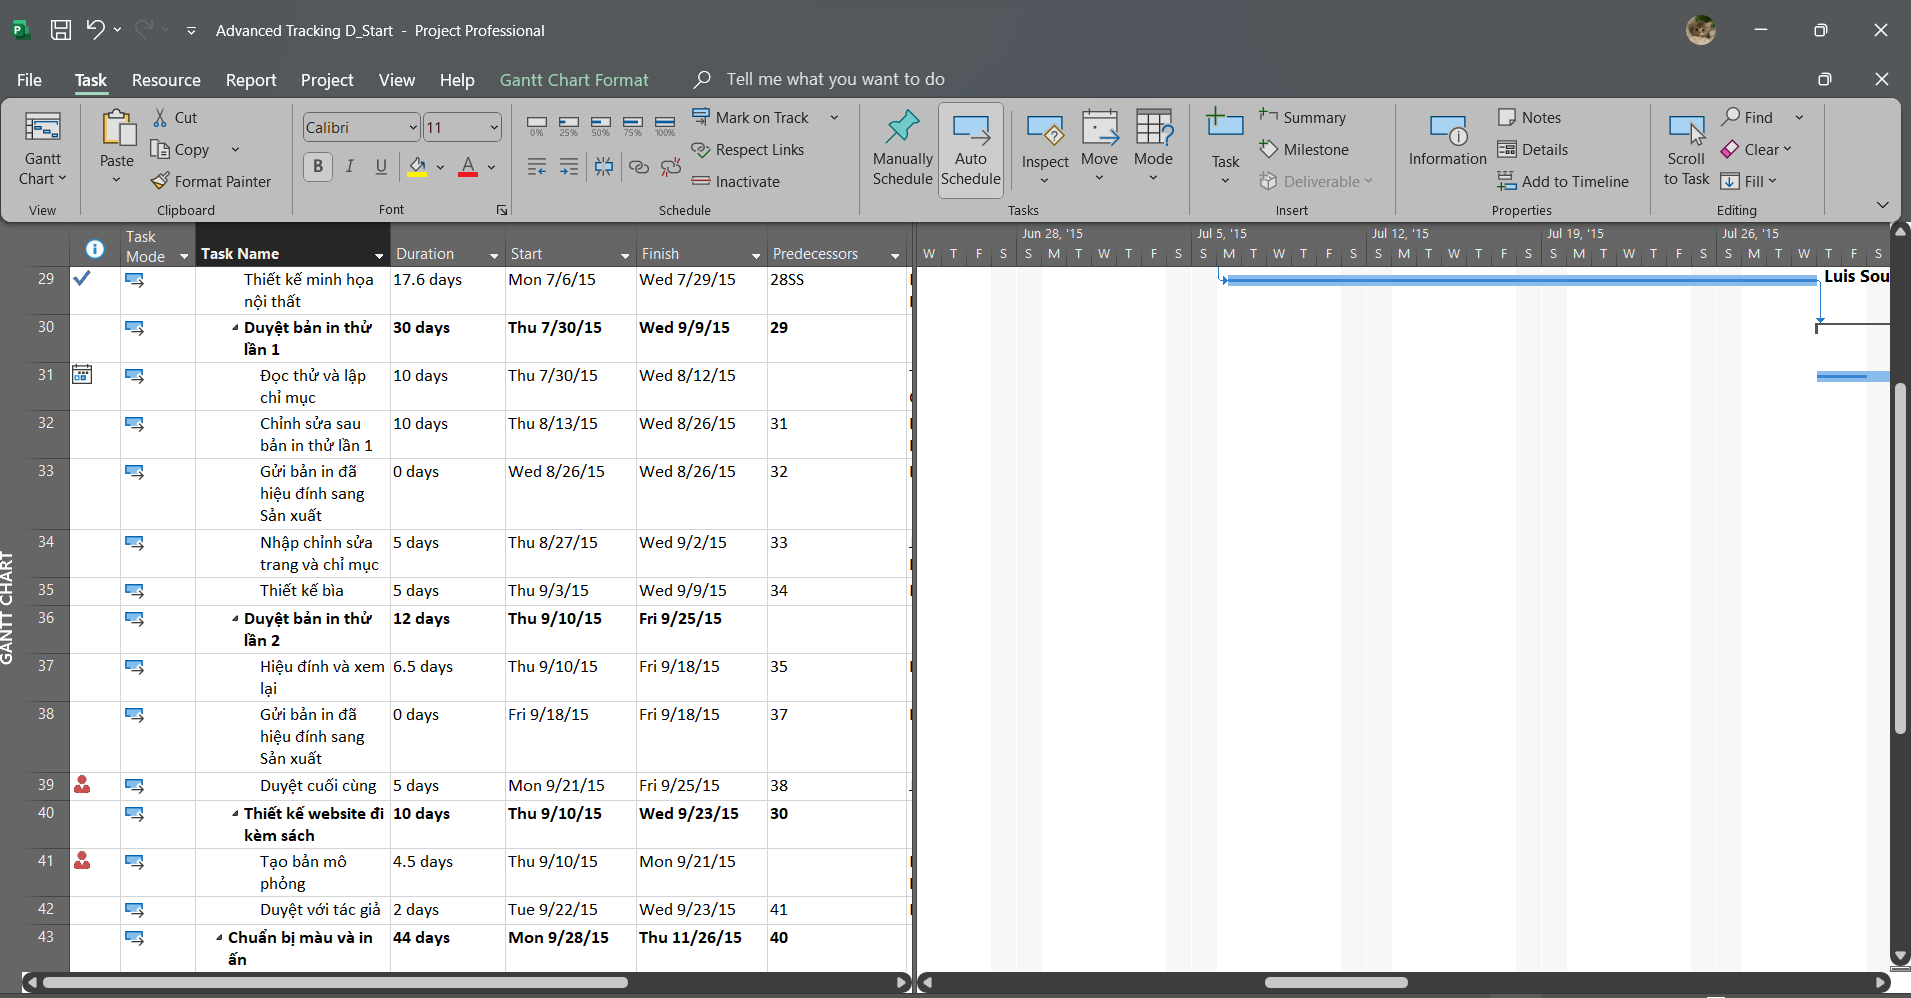 Advanced Tracking D_Start - Project Professional
File Task Resource Report Project View Help Gantt Chart Format Tell me what you want to do
Gantt Chart
View
Paste
Cut
Copy
Format Painter
Clipboard
Calibri 11
B I U A
Font
0% 25% 50% 75% 100%
Mark on Track
Respect Links
Inactivate
Schedule
Manually Schedule
Auto Schedule
Inspect
Move
Mode
Tasks
Task
Summary
Milestone
Deliverable
Insert
Information
Notes
Details
Add to Timeline
Properties
Scroll to Task
Find
Clear
Fill
Editing
GANTT CHART
Task Mode Task Name Duration Start Finish Predecessors
Jun 28, '15 Jul 5, '15 Jul 12, '15 Jul 19, '15 Jul 26, '15
W T F S S M T W T F S S M T W T F S S M T W T F S S M T W T F S S M T W T F S
29 Thiết kế minh họa nội thất 17.6 days Mon 7/6/15 Wed 7/29/15 28SS
Luis Sou
30 Duyệt bản in thử lần 1 30 days Thu 7/30/15 Wed 9/9/15 29
31 Đọc thử và lập chỉ mục 10 days Thu 7/30/15 Wed 8/12/15
32 Chỉnh sửa sau bản in thử lần 1 10 days Thu 8/13/15 Wed 8/26/15 31
33 Gửi bản in đã hiệu đính sang Sản xuất 0 days Wed 8/26/15 Wed 8/26/15 32
34 Nhập chỉnh sửa trang và chỉ mục 5 days Thu 8/27/15 Wed 9/2/15 33
35 Thiết kế bìa 5 days Thu 9/3/15 Wed 9/9/15 34
36 Duyệt bản in thử lần 2 12 days Thu 9/10/15 Fri 9/25/15
37 Hiệu đính và xem lại 6.5 days Thu 9/10/15 Fri 9/18/15 35
38 Gửi bản in đã hiệu đính sang Sản xuất 0 days Fri 9/18/15 Fri 9/18/15 37
39 Duyệt cuối cùng 5 days Mon 9/21/15 Fri 9/25/15 38
40 Thiết kế website đi kèm sách 10 days Thu 9/10/15 Wed 9/23/15 30
41 Tạo bản mô phỏng 4.5 days Thu 9/10/15 Mon 9/21/15
42 Duyệt với tác giả 2 days Tue 9/22/15 Wed 9/23/15 41
43 Chuẩn bị màu và in ấn 44 days Mon 9/28/15 Thu 11/26/15 40